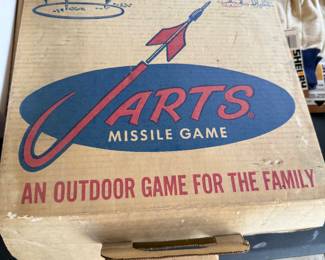 JARTS
MISSILE GAME
AN OUTDOOR GAME FOR THE FAMILY